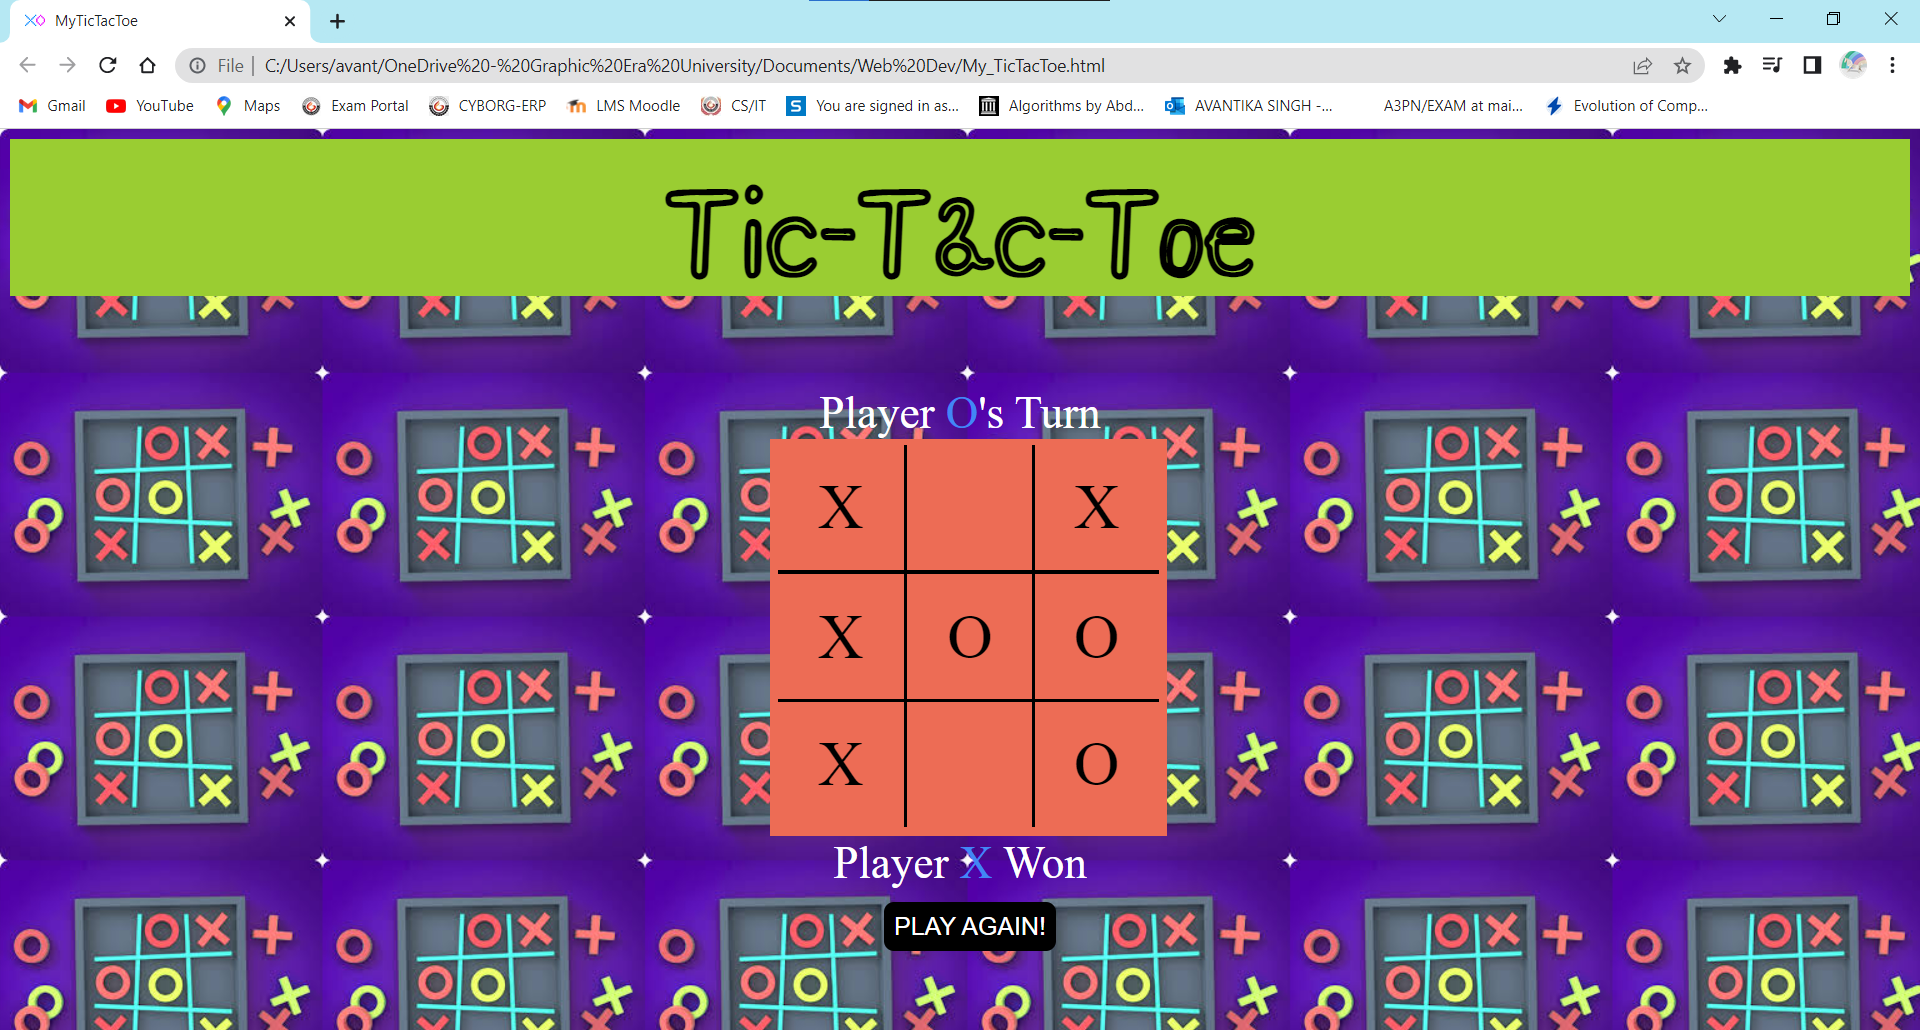 MyTicTacToe
File | C:/Users/avant/OneDrive%20-%20Graphic%20Era%20University/Documents/Web%20Dev/My_TicTacToe.html
Gmail YouTube Maps Exam Portal CYBORG-ERP LMS Moodle CS/IT S You are signed in as... Algorithms by Abd... AVANTIKA SINGH -... A3PN/EXAM at mai... Evolution of Comp...
Tic-Tac-Toe
Player O's Turn
X X
X O O
X O
Player X Won
PLAY AGAIN!